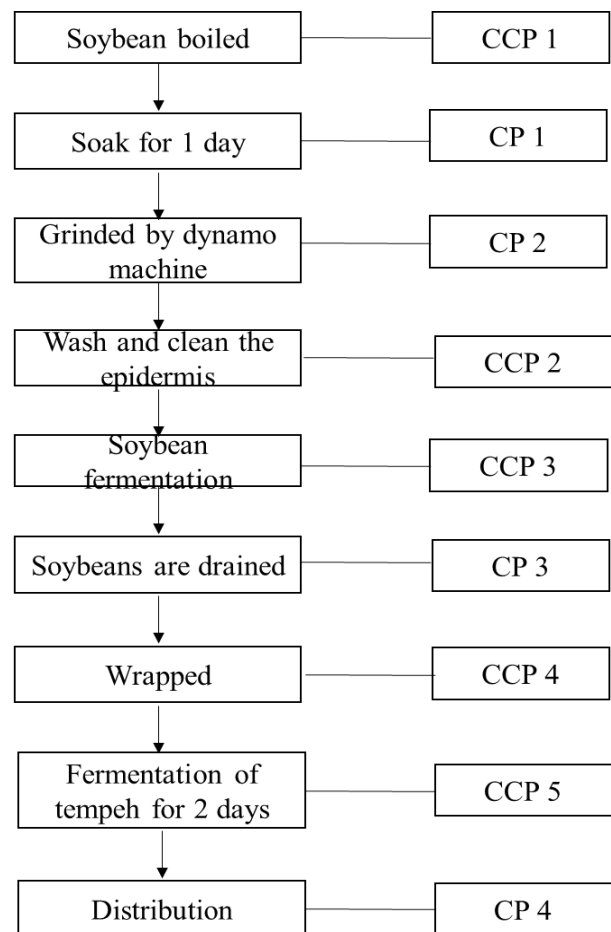 Soybean boiled
CCP 1
Soak for 1 day
CP 1
Grinded by dynamo
machine
CP 2
Wash and clean the
epidermis
CCP 2
Soybean
fermentation
CCP 3
Soybeans are drained
CP 3
Wrapped
CCP 4
Fermentation of
tempeh for 2 days
CCP 5
Distribution
CP 4